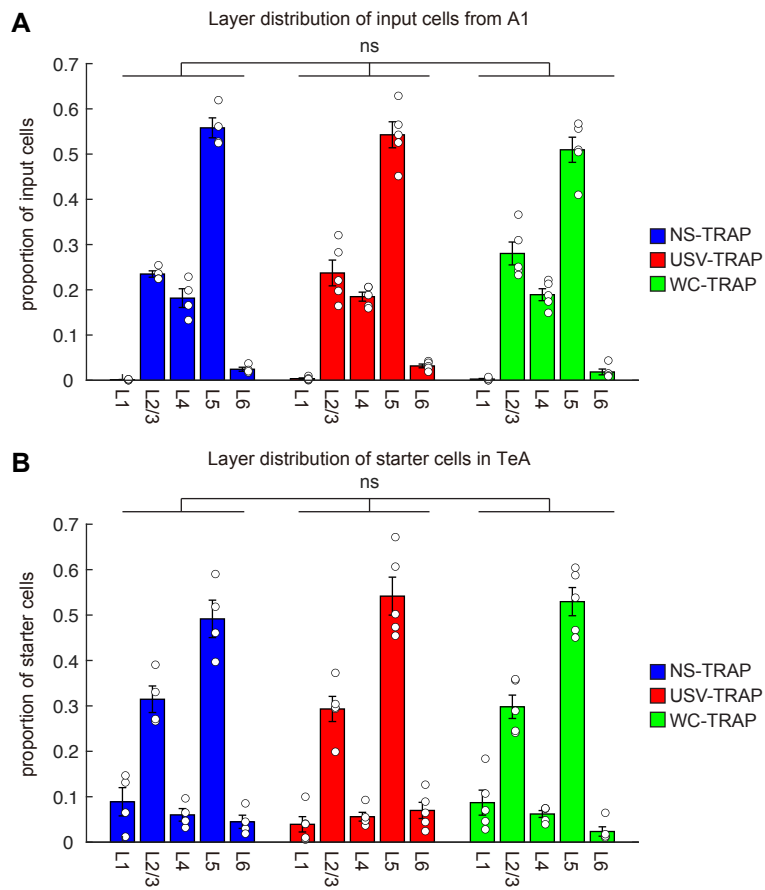 A
Layer distribution of input cells from A1
ns
proportion of input cells
0.7
0.6
0.5
0.4
0.3
0.2
0.1
0
L1 L2/3 L4 L5 L6 L1 L2/3 L4 L5 L6 L1 L2/3 L4 L5 L6
NS-TRAP
USV-TRAP
WC-TRAP
B
Layer distribution of starter cells in TeA
ns
proportion of starter cells
0.7
0.6
0.5
0.4
0.3
0.2
0.1
0
L1 L2/3 L4 L5 L6 L1 L2/3 L4 L5 L6 L1 L2/3 L4 L5 L6
NS-TRAP
USV-TRAP
WC-TRAP